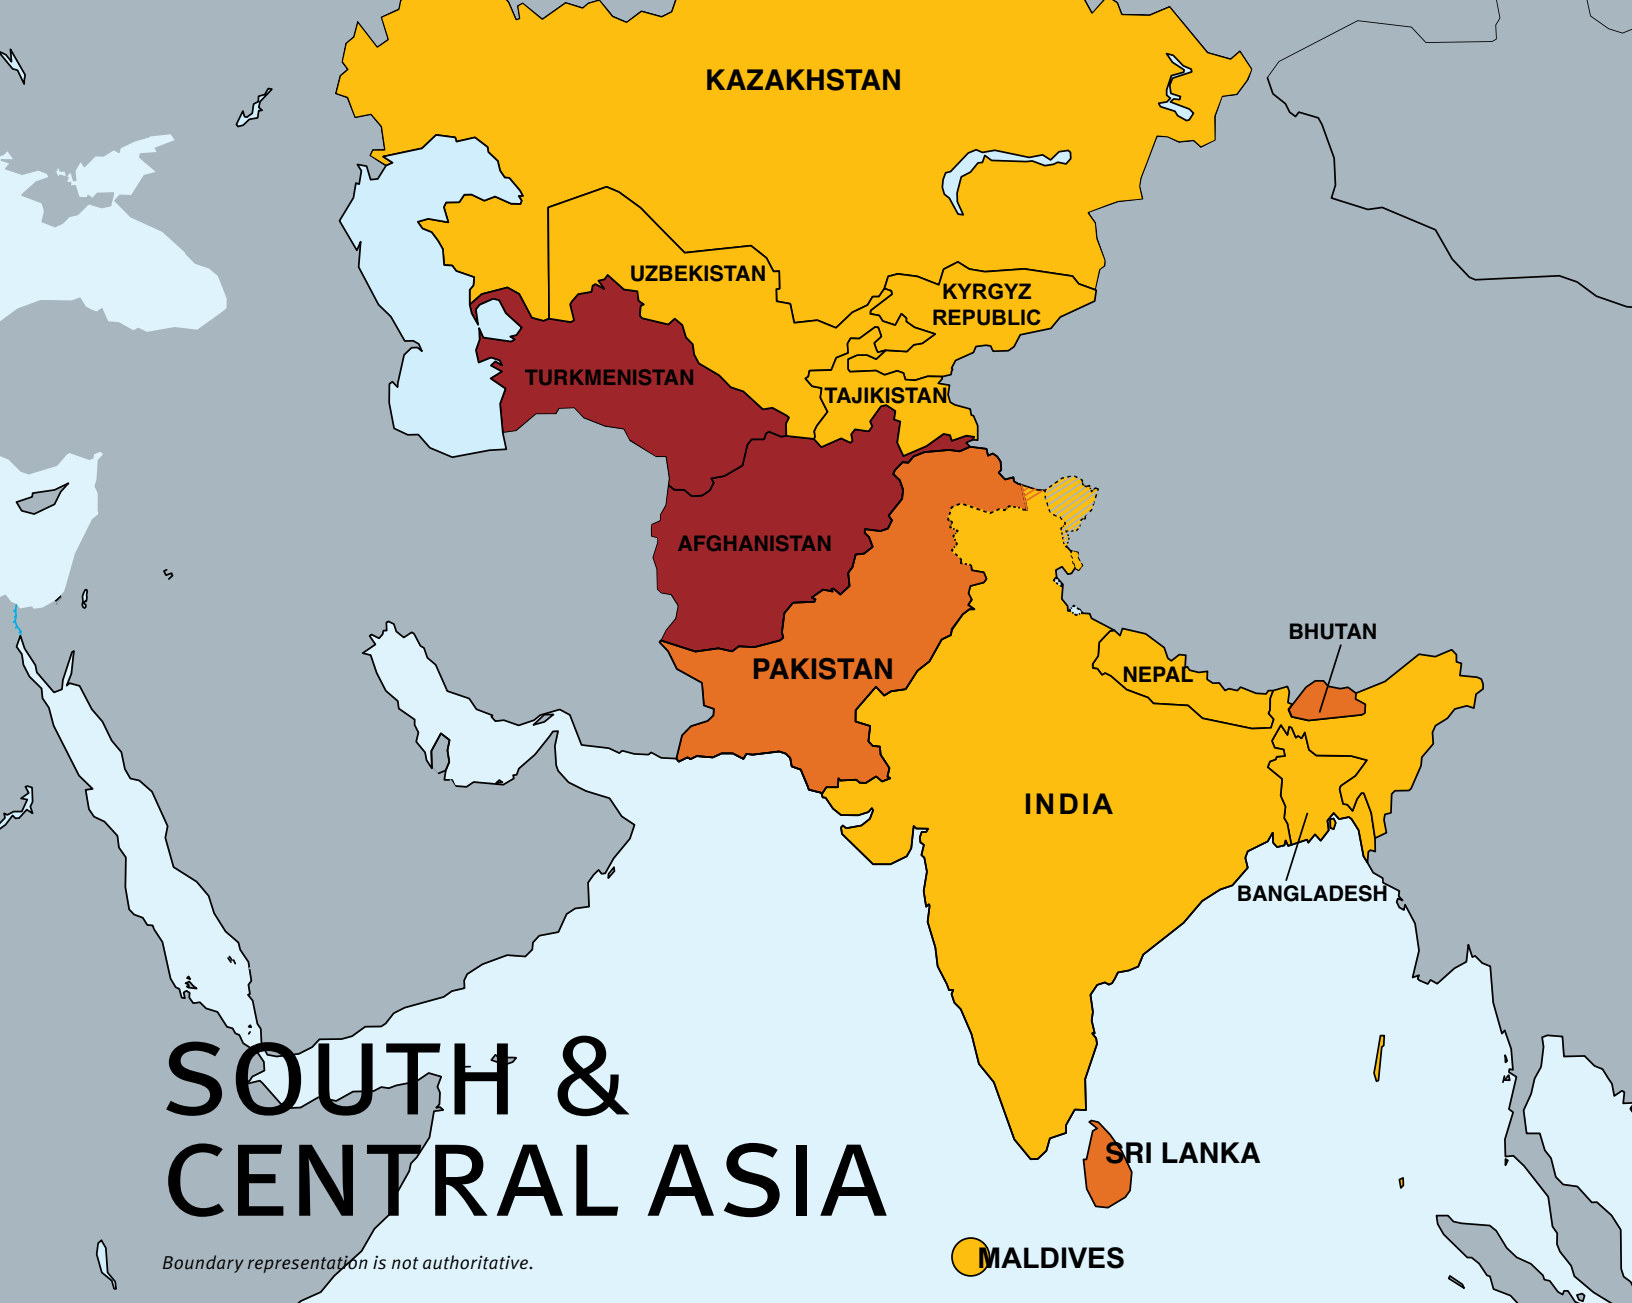 KAZAKHSTAN
UZBEKISTAN
KYRGYZ
REPUBLIC
TURKMENISTAN
TAJIKISTAN
AFGHANISTAN
BHUTAN
PAKISTAN
NEPAL
INDIA
BANGLADESH
SOUTH &
CENTRAL ASIA
SRI LANKA
MALDIVES
Boundary representation is not authoritative.